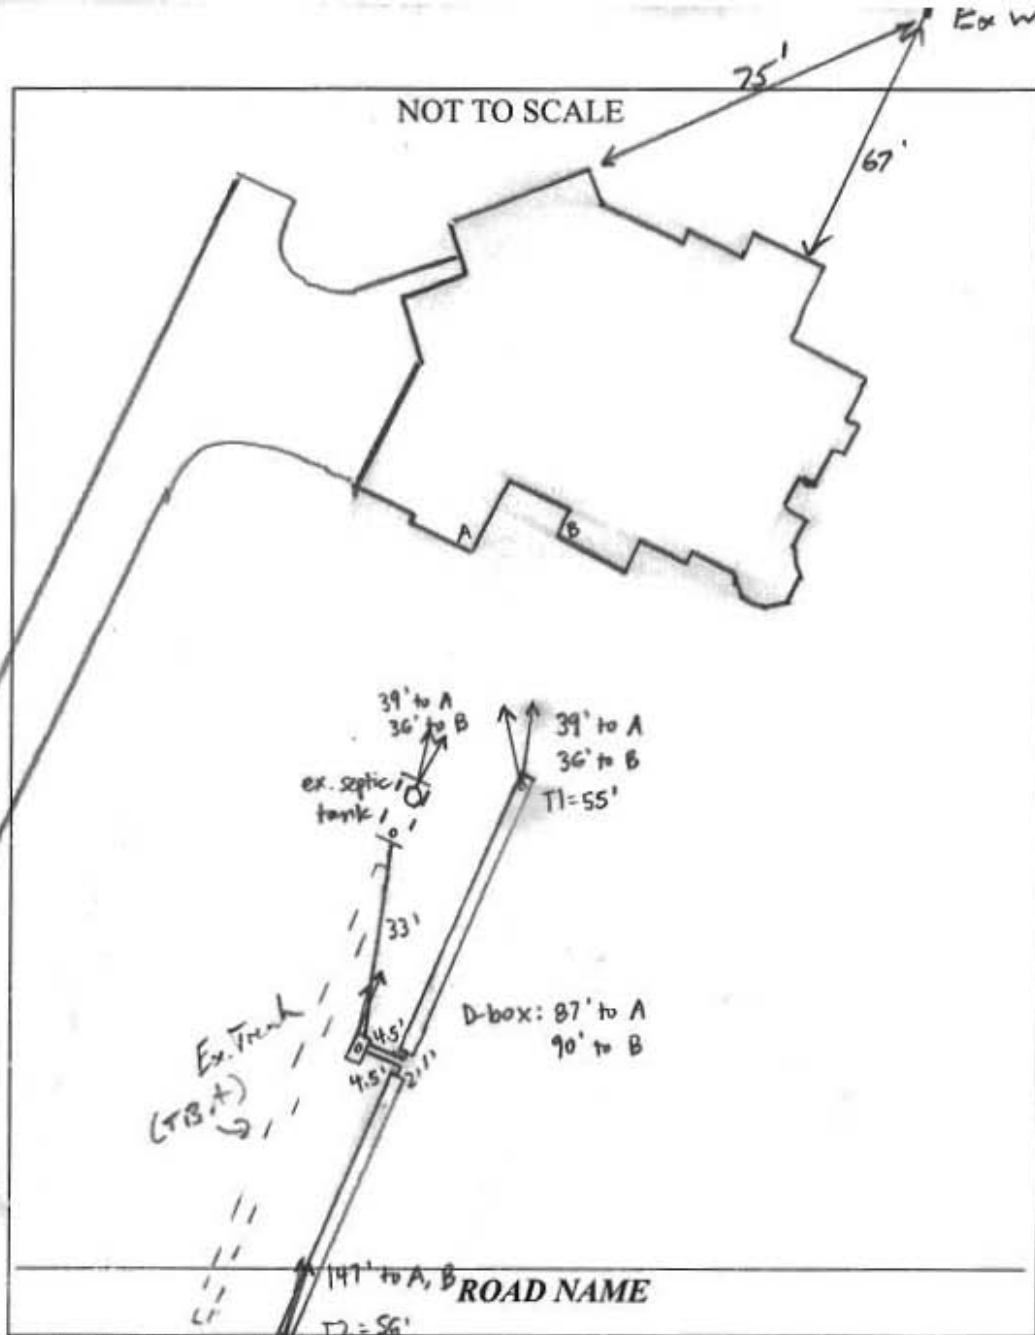 Ex w
75'
NOT TO SCALE
67'
A
B
39' to A
36' to B
39' to A
36' to B
ex. septic
tank
T1=55'
33'
D-box: 87' to A
90' to B
4.5'
4.5'
2.1'
Ex. Trench
147' to A, B
ROAD NAME
T2 = 56'